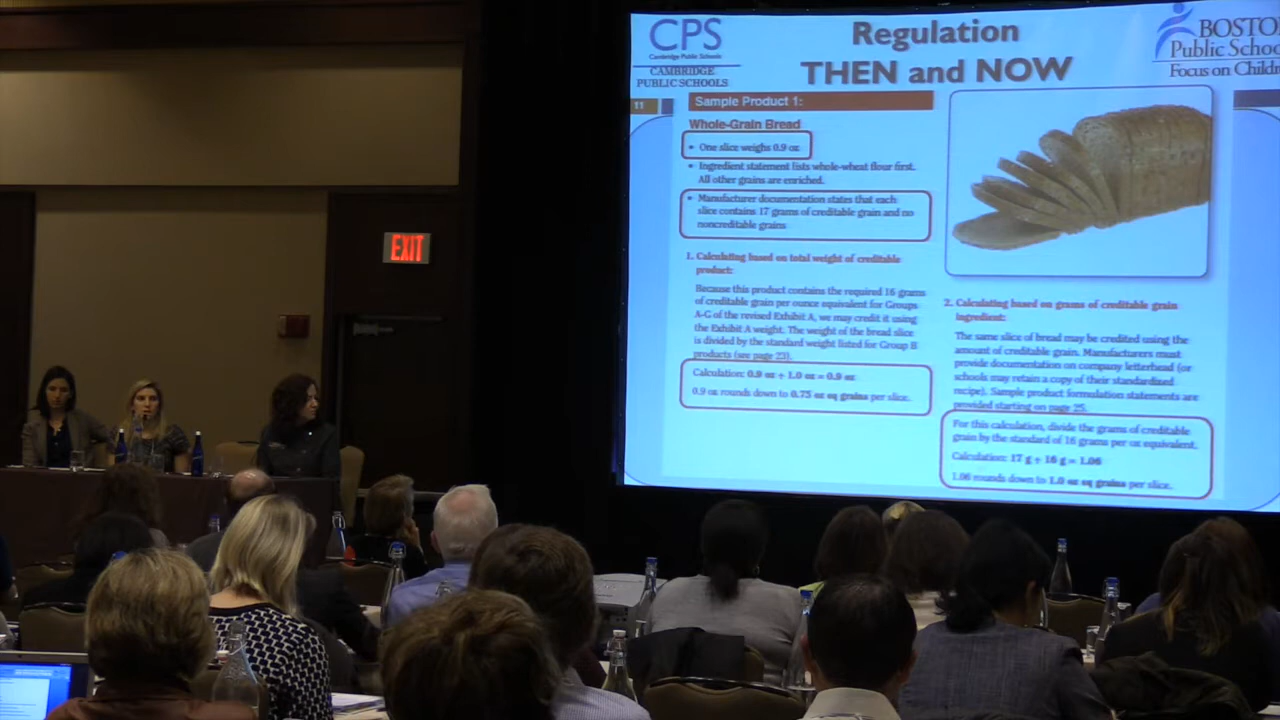 CPS
Cambridge Public Schools
CAMBRIDGE
PUBLIC SCHOOLS
Regulation
THEN and NOW
BOSTO
Public Schoo
Focus on Childr
11
Sample Product 1:
Whole-Grain Bread
• One slice weighs 0.9 oz
• Ingredient statement lists whole-wheat flour first.
All other grains are enriched.
• Manufacturer documentation states that each
slice contains 17 grams of creditable grain and no
noncreditable grains
1. Calculating based on total weight of creditable
product:
Because this product contains the required 16 grams
of creditable grain per ounce equivalent for Groups
A-G of the revised Exhibit A, we may credit it using
the Exhibit A weight. The weight of the bread slice
is divided by the standard weight listed for Group B
products (see page 23).
Calculation: 0.9 oz ÷ 1.0 oz = 0.9 oz
0.9 oz rounds down to 0.75 oz eq grains per slice.
2. Calculating based on grams of creditable grain
ingredient:
The same slice of bread may be credited using the
amount of creditable grain. Manufacturers must
provide documentation on company letterhead (or
schools may retain a copy of their standardized
recipe). Sample product formulation statements are
provided starting on page 25.
For this calculation, divide the grams of creditable
grain by the standard of 16 grams per oz equivalent.
Calculation: 17 g ÷ 16 g = 1.06
1.06 rounds down to 1.0 oz eq grains per slice.
EXIT